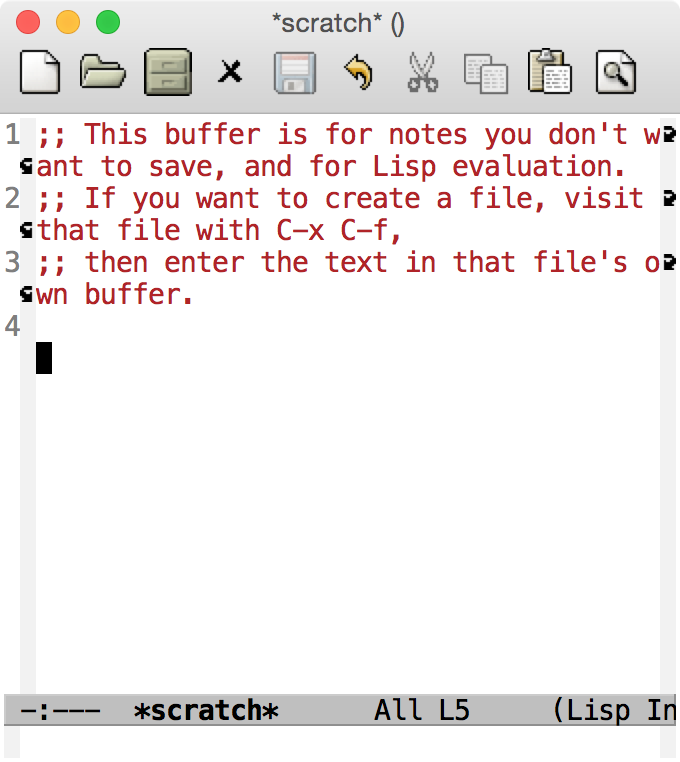 *scratch* ()
1 ;; This buffer is for notes you don't w
ant to save, and for Lisp evaluation.
2 ;; If you want to create a file, visit
that file with C-x C-f,
3 ;; then enter the text in that file's o
wn buffer.
4
-:--- *scratch* All L5 (Lisp In